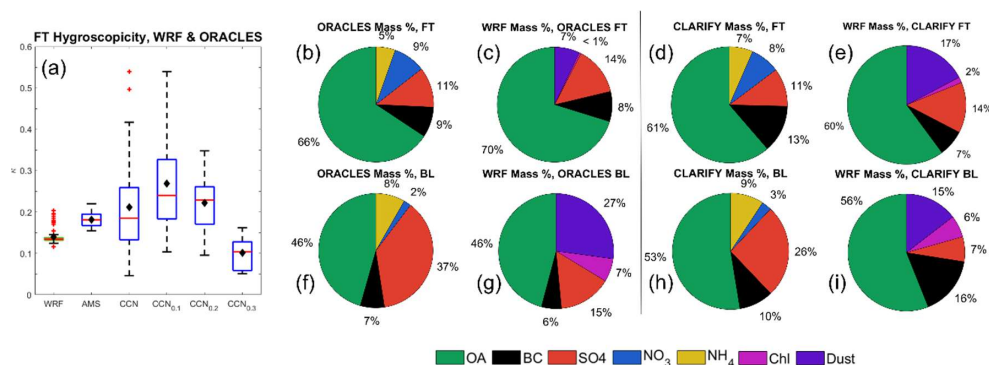 FT Hygroscopicity, WRF & ORACLES
(a)
0.6
0.5
0.4
0.3
0.2
0.1
0
κ
WRF AMS CCN CCN0.1 CCN0.2 CCN0.3
ORACLES Mass %, FT
(b)
5%
9%
11%
9%
66%
WRF Mass %, ORACLES FT
(c)
7%
< 1%
14%
8%
70%
CLARIFY Mass %, FT
(d)
7%
8%
11%
13%
61%
WRF Mass %, CLARIFY FT
(e)
17%
2%
14%
7%
60%
ORACLES Mass %, BL
(f)
8%
2%
37%
7%
46%
WRF Mass %, ORACLES BL
(g)
27%
7%
15%
6%
46%
CLARIFY Mass %, BL
(h)
9%
3%
26%
10%
53%
WRF Mass %, CLARIFY BL
(i)
15%
6%
7%
16%
56%
OA BC SO4 NO3 NH4 Chl Dust